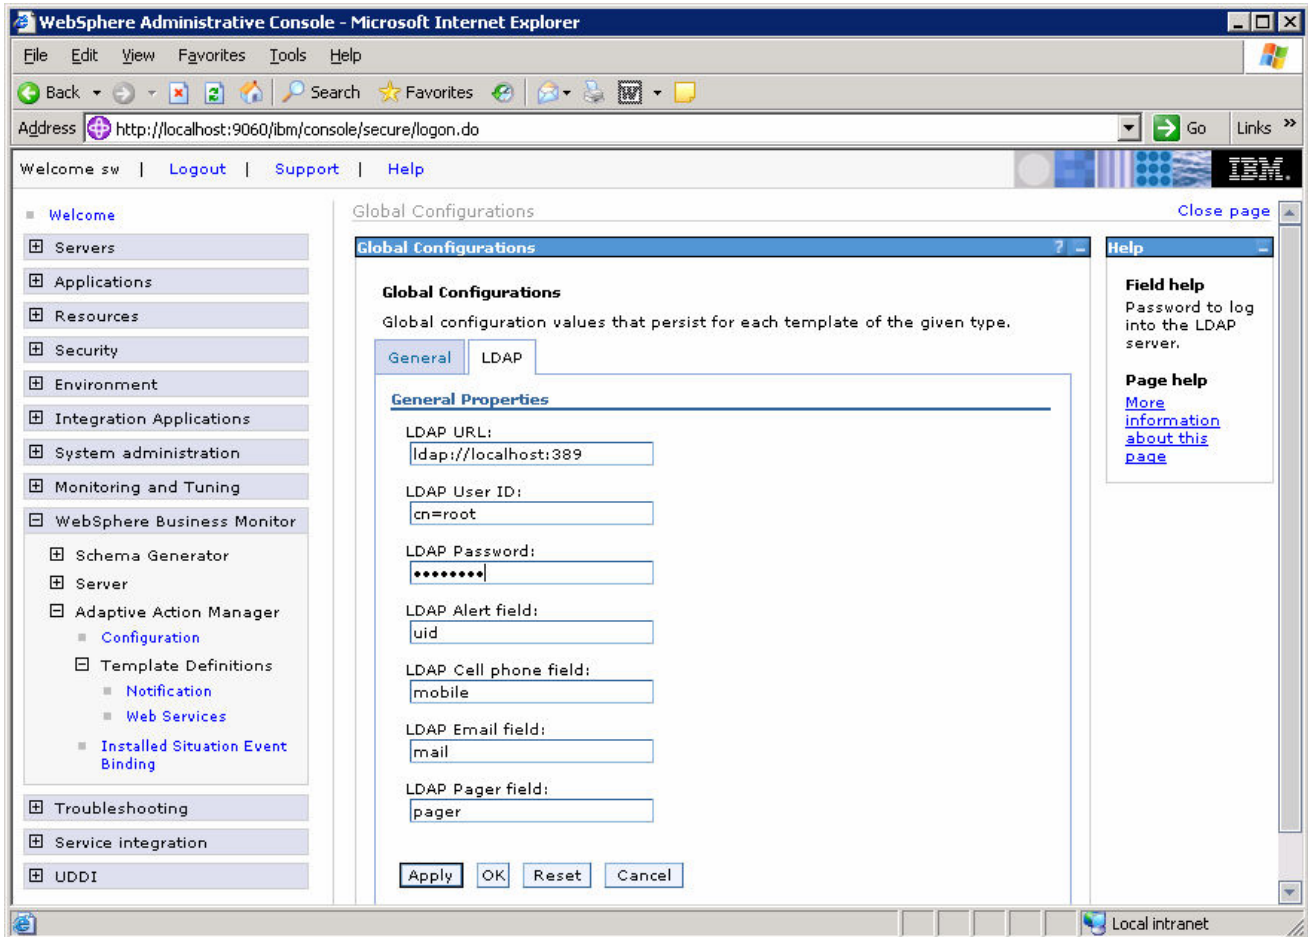 WebSphere Administrative Console - Microsoft Internet Explorer
File Edit View Favorites Tools Help
Back Search Favorites
Address http://localhost:9060/ibm/console/secure/logon.do Go Links »
Welcome sw | Logout | Support | Help IBM.
Welcome
Servers
Applications
Resources
Security
Environment
Integration Applications
System administration
Monitoring and Tuning
WebSphere Business Monitor
Schema Generator
Server
Adaptive Action Manager
Configuration
Template Definitions
Notification
Web Services
Installed Situation Event
Binding
Troubleshooting
Service integration
UDDI
Global Configurations Close page
Global Configurations ? –
Global Configurations
Global configuration values that persist for each template of the given type.
General LDAP
General Properties
LDAP URL:
ldap://localhost:389
LDAP User ID:
cn=root
LDAP Password:
••••••••
LDAP Alert field:
uid
LDAP Cell phone field:
mobile
LDAP Email field:
mail
LDAP Pager field:
pager
Apply OK Reset Cancel
Help –
Field help
Password to log
into the LDAP
server.
Page help
More
information
about this
page
Local intranet